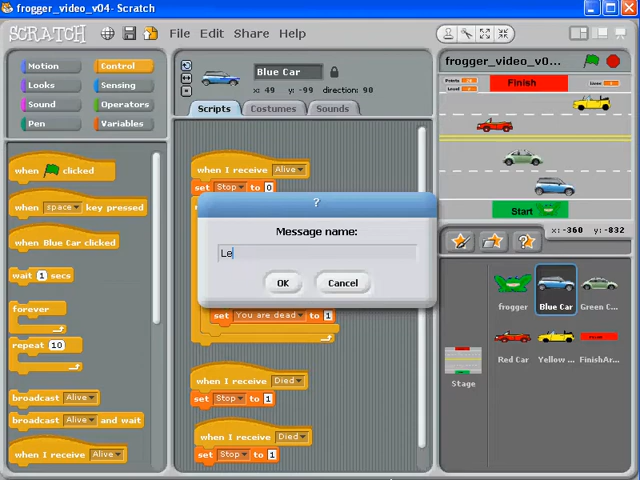 frogger_video_v04- Scratch
SCRATCH File Edit Share Help
Motion Control
Looks Sensing
Sound Operators
Pen Variables
when clicked
when space key pressed
when Blue Car clicked
wait 1 secs
forever
repeat 10
broadcast Alive
broadcast Alive and wait
when I receive Alive
Blue Car
x: 49 y: -99 direction: 90
Scripts Costumes Sounds
when I receive Alive
set Stop to 0
?
Message name:
Le
OK Cancel
set You are dead to 1
when I receive Died
set Stop to 1
when I receive Died
set Stop to 1
frogger_video_v0...
Points
Level
Finish
Start
x: -360 y: -832
frogger Blue Car Green C...
Red Car Yellow ... FinishAr...
Stage